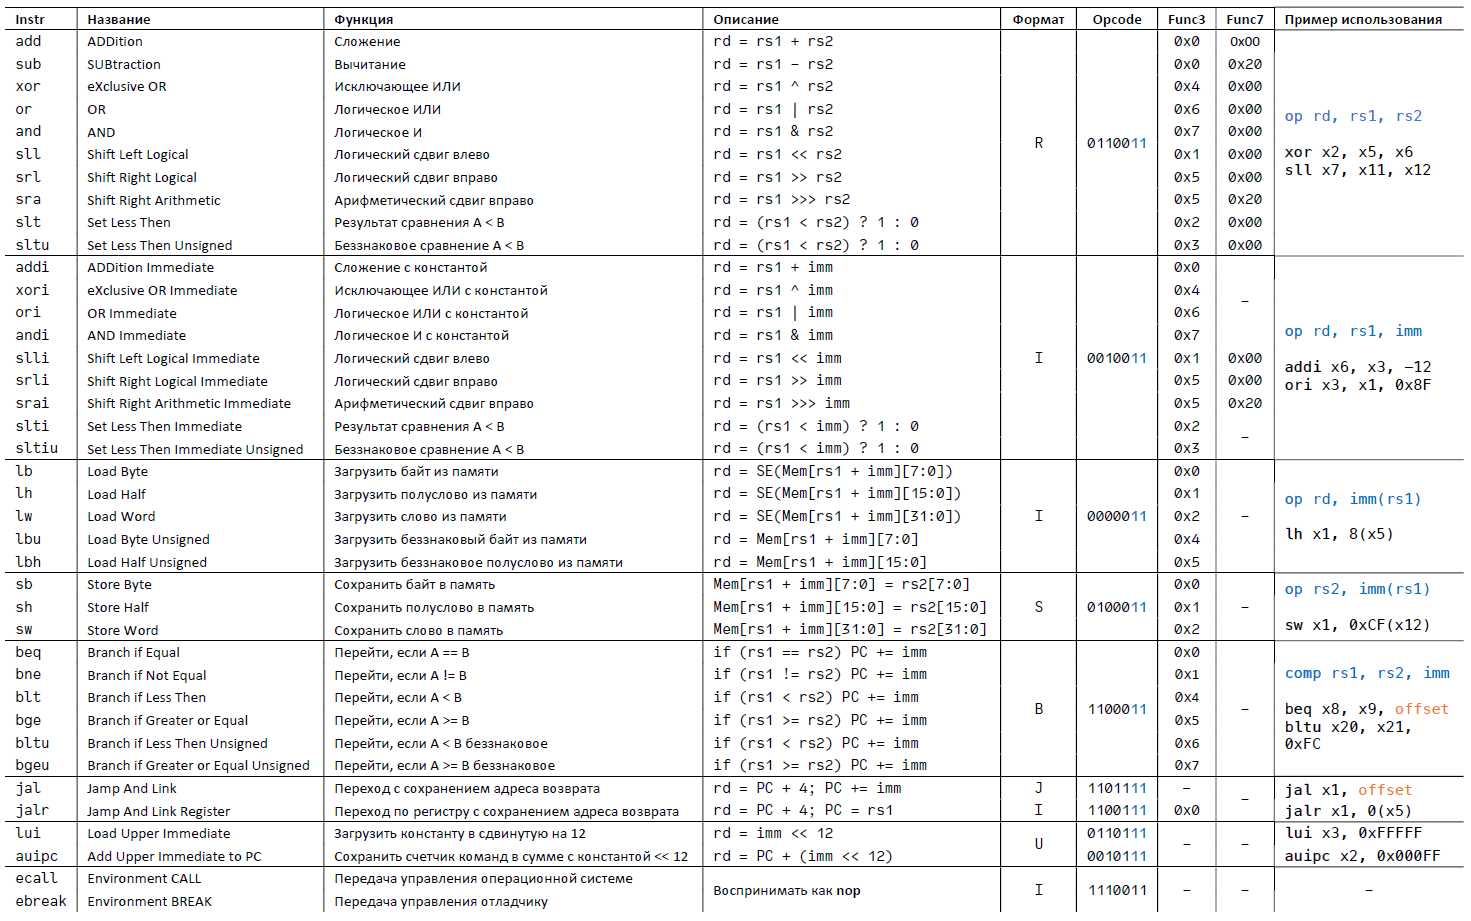 Instr Название Функция Описание Формат Opcode Func3 Func7 Пример использования
add ADDition Сложение rd = rs1 + rs2 0x0 0x00
sub SUBtraction Вычитание rd = rs1 – rs2 0x0 0x20
xor eXclusive OR Исключающее ИЛИ rd = rs1 ^ rs2 0x4 0x00
or OR Логическое ИЛИ rd = rs1 | rs2 0x6 0x00
op rd, rs1, rs2
and AND Логическое И rd = rs1 & rs2 0x7 0x00
R 0110011
sll Shift Left Logical Логический сдвиг влево rd = rs1 << rs2 0x1 0x00 xor x2, x5, x6
srl Shift Right Logical Логический сдвиг вправо rd = rs1 >> rs2 0x5 0x00 sll x7, x11, x12
sra Shift Right Arithmetic Арифметический сдвиг вправо rd = rs1 >>> rs2 0x5 0x20
slt Set Less Then Результат сравнения A < B rd = (rs1 < rs2) ? 1 : 0 0x2 0x00
sltu Set Less Then Unsigned Беззнаковое сравнение A < B rd = (rs1 < rs2) ? 1 : 0 0x3 0x00
addi ADDition Immediate Сложение с константой rd = rs1 + imm 0x0
xori eXclusive OR Immediate Исключающее ИЛИ с константой rd = rs1 ^ imm 0x4
–
ori OR Immediate Логическое ИЛИ с константой rd = rs1 | imm 0x6
andi AND Immediate Логическое И с константой rd = rs1 & imm 0x7 op rd, rs1, imm
slli Shift Left Logical Immediate Логический сдвиг влево rd = rs1 << imm I 0010011 0x1 0x00
addi x6, x3, –12
srli Shift Right Logical Immediate Логический сдвиг вправо rd = rs1 >> imm 0x5 0x00 ori x3, x1, 0x8F
srai Shift Right Arithmetic Immediate Арифметический сдвиг вправо rd = rs1 >>> imm 0x5 0x20
slti Set Less Then Immediate Результат сравнения A < B rd = (rs1 < imm) ? 1 : 0 0x2
–
sltiu Set Less Then Immediate Unsigned Беззнаковое сравнение A < B rd = (rs1 < imm) ? 1 : 0 0x3
lb Load Byte Загрузить байт из памяти rd = SE(Mem[rs1 + imm][7:0]) 0x0
lh Load Half Загрузить полуслово из памяти rd = SE(Mem[rs1 + imm][15:0]) 0x1 op rd, imm(rs1)
lw Load Word Загрузить слово из памяти rd = SE(Mem[rs1 + imm][31:0]) I 0000011 0x2 –
lbu Load Byte Unsigned Загрузить беззнаковый байт из памяти rd = Mem[rs1 + imm][7:0] 0x4 lh x1, 8(x5)
lbh Load Half Unsigned Загрузить беззнаковое полуслово из памяти rd = Mem[rs1 + imm][15:0] 0x5
sb Store Byte Сохранить байт в память Mem[rs1 + imm][7:0] = rs2[7:0] 0x0 op rs2, imm(rs1)
sh Store Half Сохранить полуслово в память Mem[rs1 + imm][15:0] = rs2[15:0] S 0100011 0x1 –
sw Store Word Сохранить слово в память Mem[rs1 + imm][31:0] = rs2[31:0] 0x2 sw x1, 0xCF(x12)
beq Branch if Equal Перейти, если A == B if (rs1 == rs2) PC += imm 0x0
bne Branch if Not Equal Перейти, если A != B if (rs1 != rs2) PC += imm 0x1 comp rs1, rs2, imm
blt Branch if Less Then Перейти, если A < B if (rs1 < rs2) PC += imm 0x4
B 1100011 – beq x8, x9, offset
bge Branch if Greater or Equal Перейти, если A >= B if (rs1 >= rs2) PC += imm 0x5 bltu x20, x21,
bltu Branch if Less Then Unsigned Перейти, если A < B беззнаковое if (rs1 < rs2) PC += imm 0x6 0xFC
bgeu Branch if Greater or Equal Unsigned Перейти, если A >= B беззнаковое if (rs1 >= rs2) PC += imm 0x7
jal Jamp And Link Переход с сохранением адреса возврата rd = PC + 4; PC += imm J 1101111 – jal x1, offset
–
jalr Jamp And Link Register Переход по регистру с сохранением адреса возврата rd = PC + 4; PC = rs1 I 1100111 0x0 jalr x1, 0(x5)
lui Load Upper Immediate Загрузить константу в сдвинутую на 12 rd = imm << 12 0110111 lui x3, 0xFFFFF
U – –
auipc Add Upper Immediate to PC Сохранить счетчик команд в сумме с константой << 12 rd = PC + (imm << 12) 0010111 auipc x2, 0x000FF
ecall Environment CALL Передача управления операционной системе
Воспринимать как nop I 1110011 – – –
ebreak Environment BREAK Передача управления отладчику